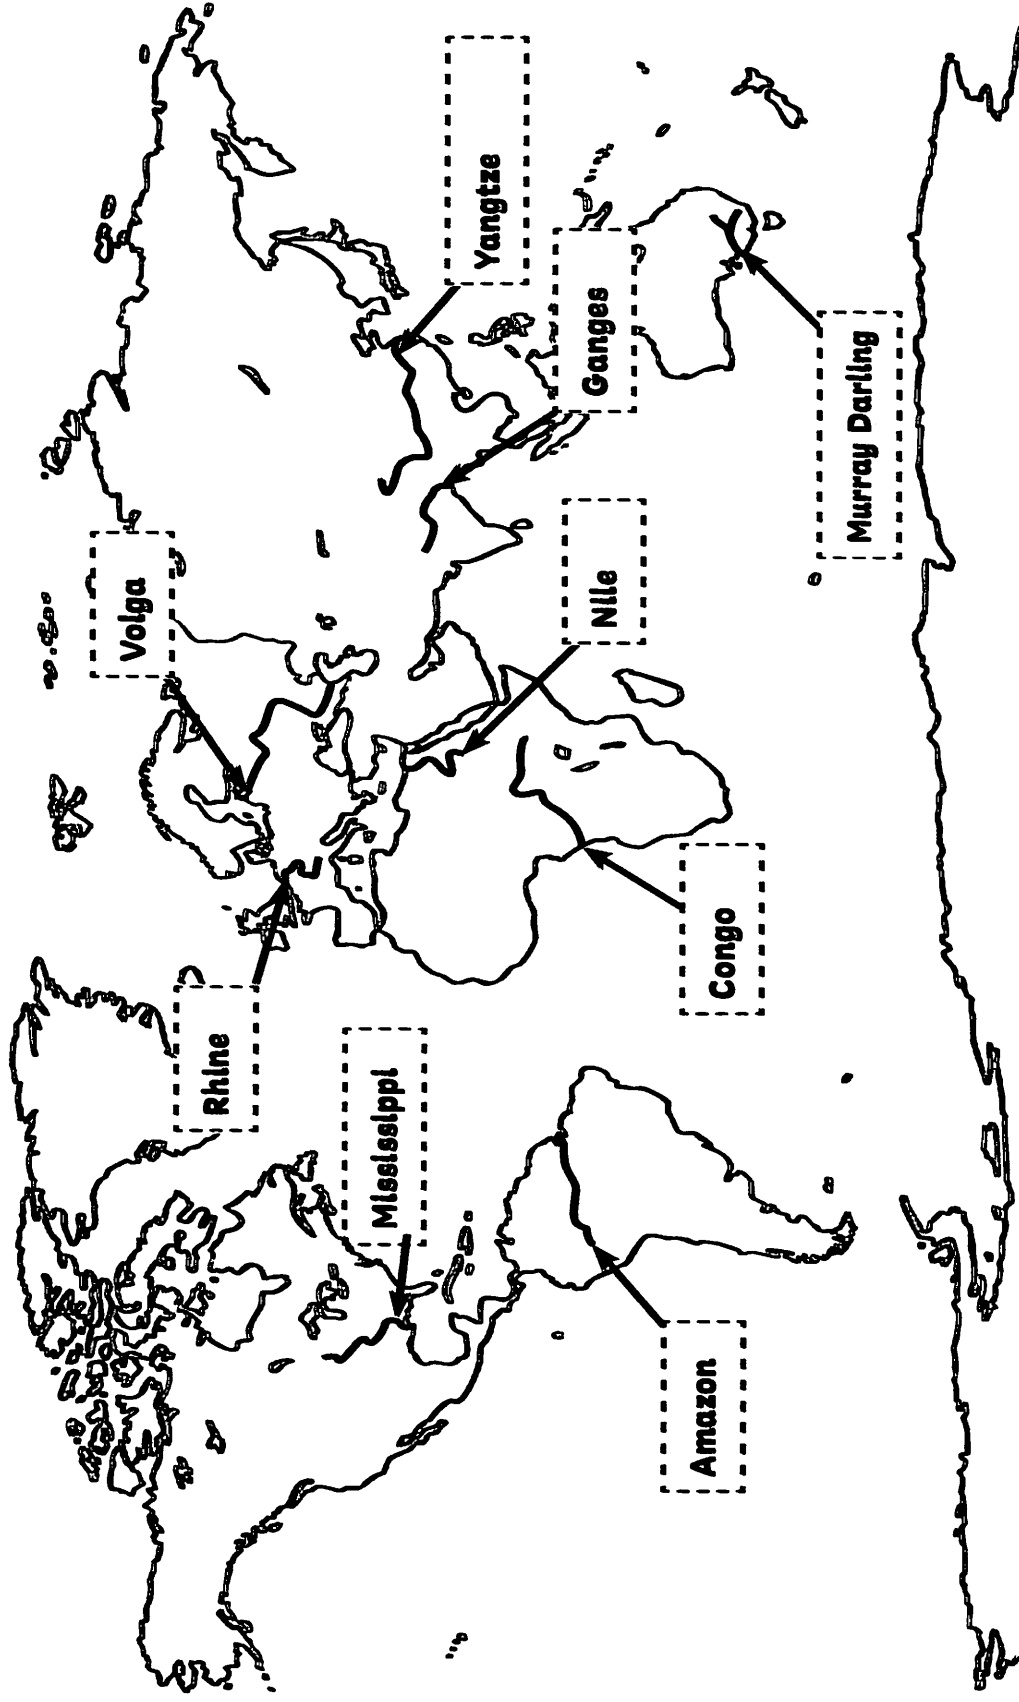 Volga
Rhine
Yangtze
Mississippi
Ganges
Nile
Congo
Amazon
Murray Darling